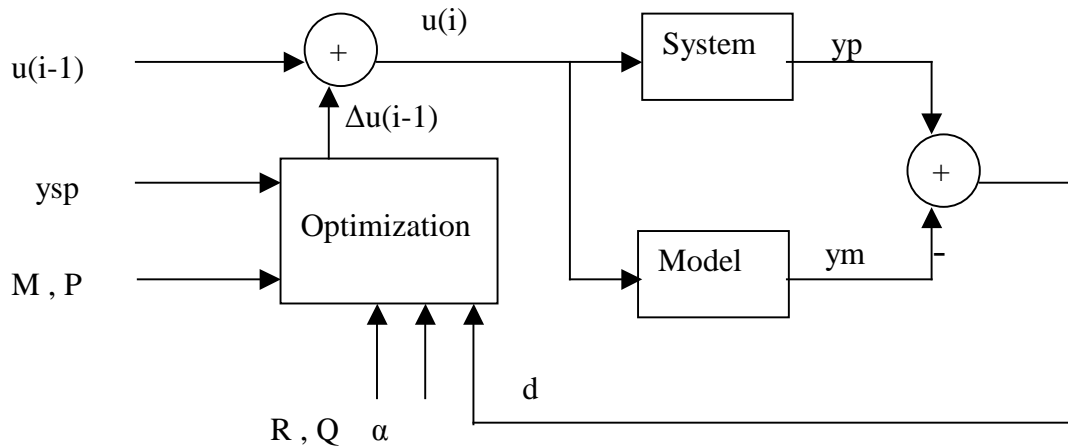 u(i)
System
yp
+
u(i-1)
Δu(i-1)
ysp
+
Optimization
Model
ym
-
M , P
d
R , Q α